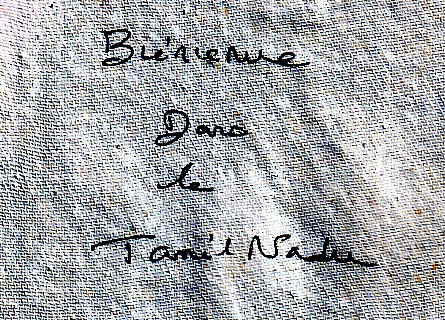 Bienvenue
Dans
le
Tamil Nadu